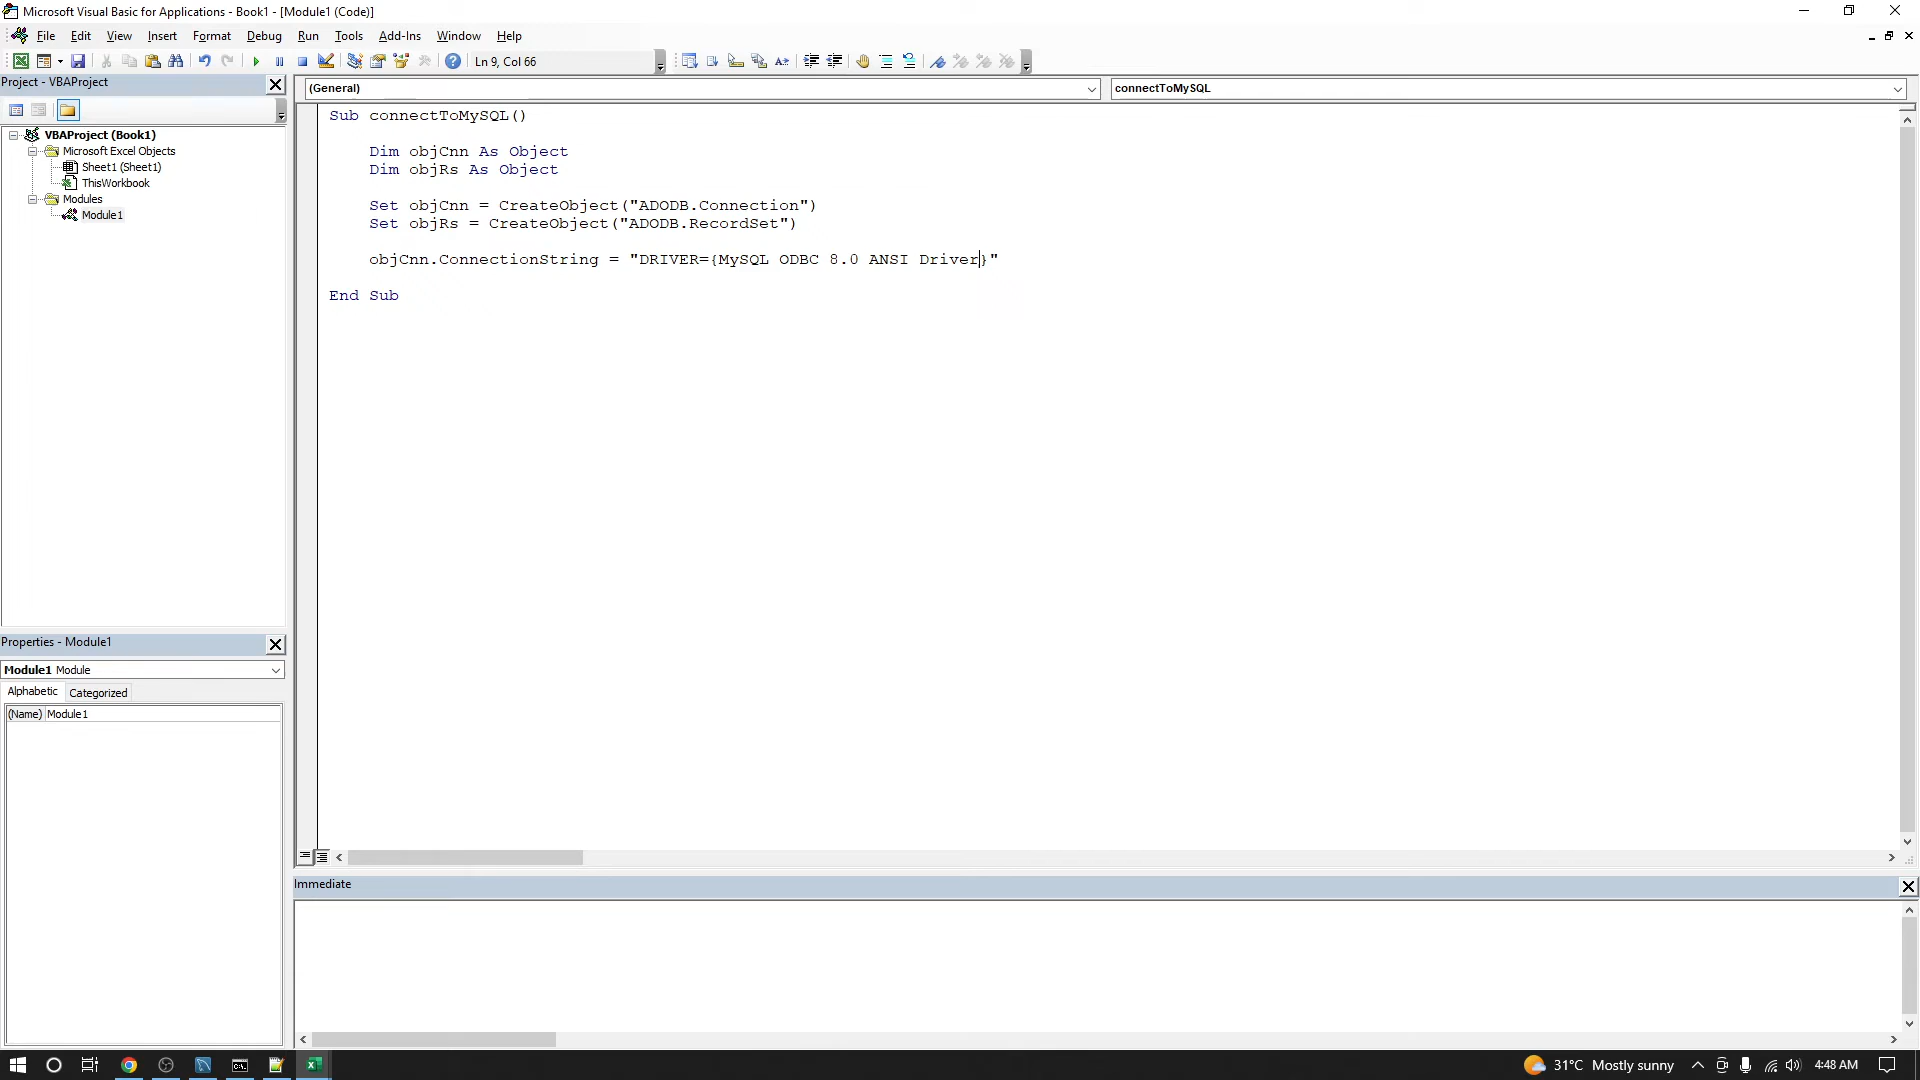 Microsoft Visual Basic for Applications - Book1 - [Module1 (Code)]
File Edit View Insert Format Debug Run Tools Add-Ins Window Help
Ln 9, Col 66
Project - VBAProject
(General)
connectToMySQL
VBAProject (Book1)
Microsoft Excel Objects
Sheet1 (Sheet1)
ThisWorkbook
Modules
Module1
Sub connectToMySQL()
Dim objCnn As Object
Dim objRs As Object
Set objCnn = CreateObject("ADODB.Connection")
Set objRs = CreateObject("ADODB.RecordSet")
objCnn.ConnectionString = "DRIVER={MySQL ODBC 8.0 ANSI Driver}"
End Sub
Properties - Module1
Module1 Module
Alphabetic Categorized
(Name) Module1
Immediate
31°C Mostly sunny
4:48 AM